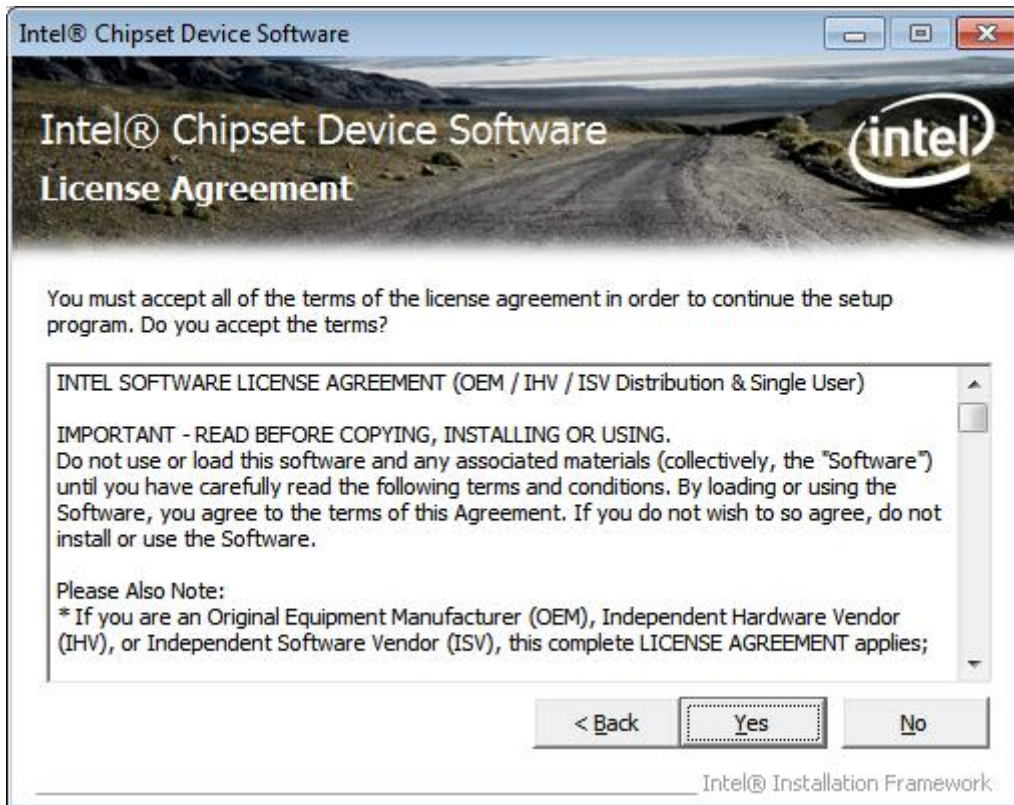 Intel® Chipset Device Software
Intel® Chipset Device Software
intel
License Agreement
You must accept all of the terms of the license agreement in order to continue the setup
program. Do you accept the terms?
INTEL SOFTWARE LICENSE AGREEMENT (OEM / IHV / ISV Distribution & Single User)
IMPORTANT - READ BEFORE COPYING, INSTALLING OR USING.
Do not use or load this software and any associated materials (collectively, the "Software")
until you have carefully read the following terms and conditions. By loading or using the
Software, you agree to the terms of this Agreement. If you do not wish to so agree, do not
install or use the Software.
Please Also Note:
* If you are an Original Equipment Manufacturer (OEM), Independent Hardware Vendor
(IHV), or Independent Software Vendor (ISV), this complete LICENSE AGREEMENT applies;
< Back Yes No
Intel® Installation Framework